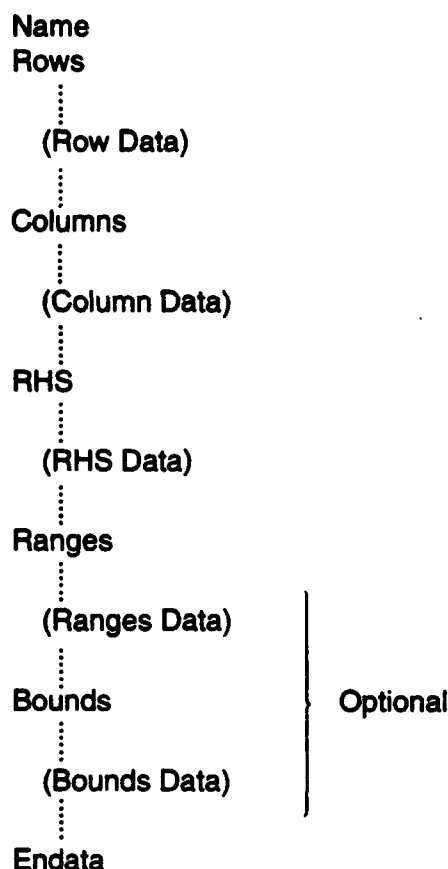 Name
Rows
(Row Data)
Columns
(Column Data)
RHS
(RHS Data)
Ranges
(Ranges Data)
Bounds
Optional
(Bounds Data)
Endata